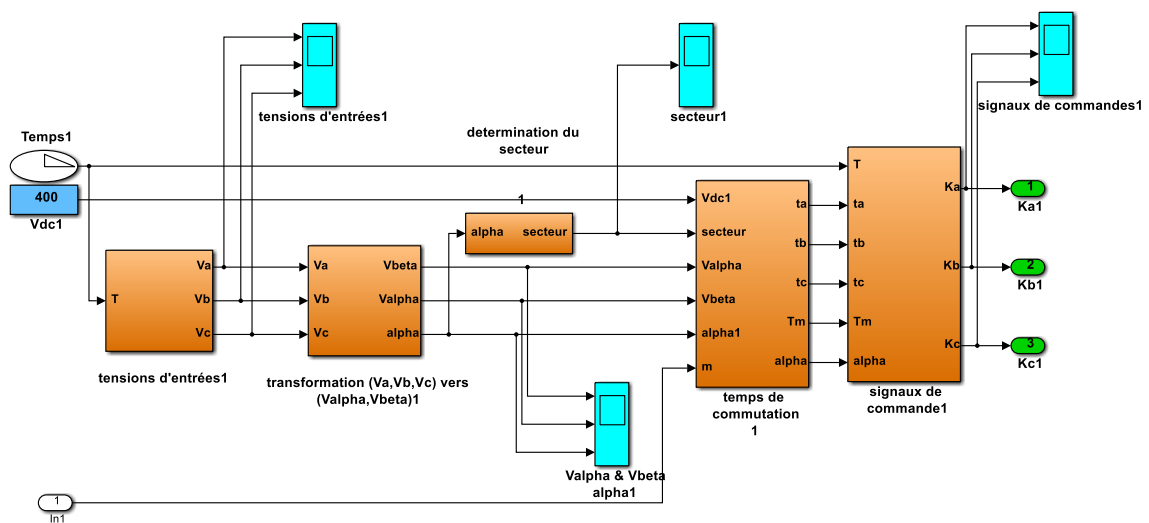 tensions d'entrées1
secteur1
signaux de commandes1
Temps1
400
Vdc1
determination du
secteur
1
alpha secteur
T
Va
Vb
Vc
tensions d'entrées1
Va
Vb
Vc
Vbeta
Valpha
alpha
transformation (Va,Vb,Vc) vers
(Valpha,Vbeta)1
Valpha & Vbeta
alpha1
Vdc1
secteur
Valpha
Vbeta
alpha1
m
ta
tb
tc
Tm
alpha
temps de
commutation
1
T
ta
tb
tc
Tm
alpha
Ka
Kb
Kc
signaux de
commande1
1
Ka1
2
Kb1
3
Kc1
1
In1